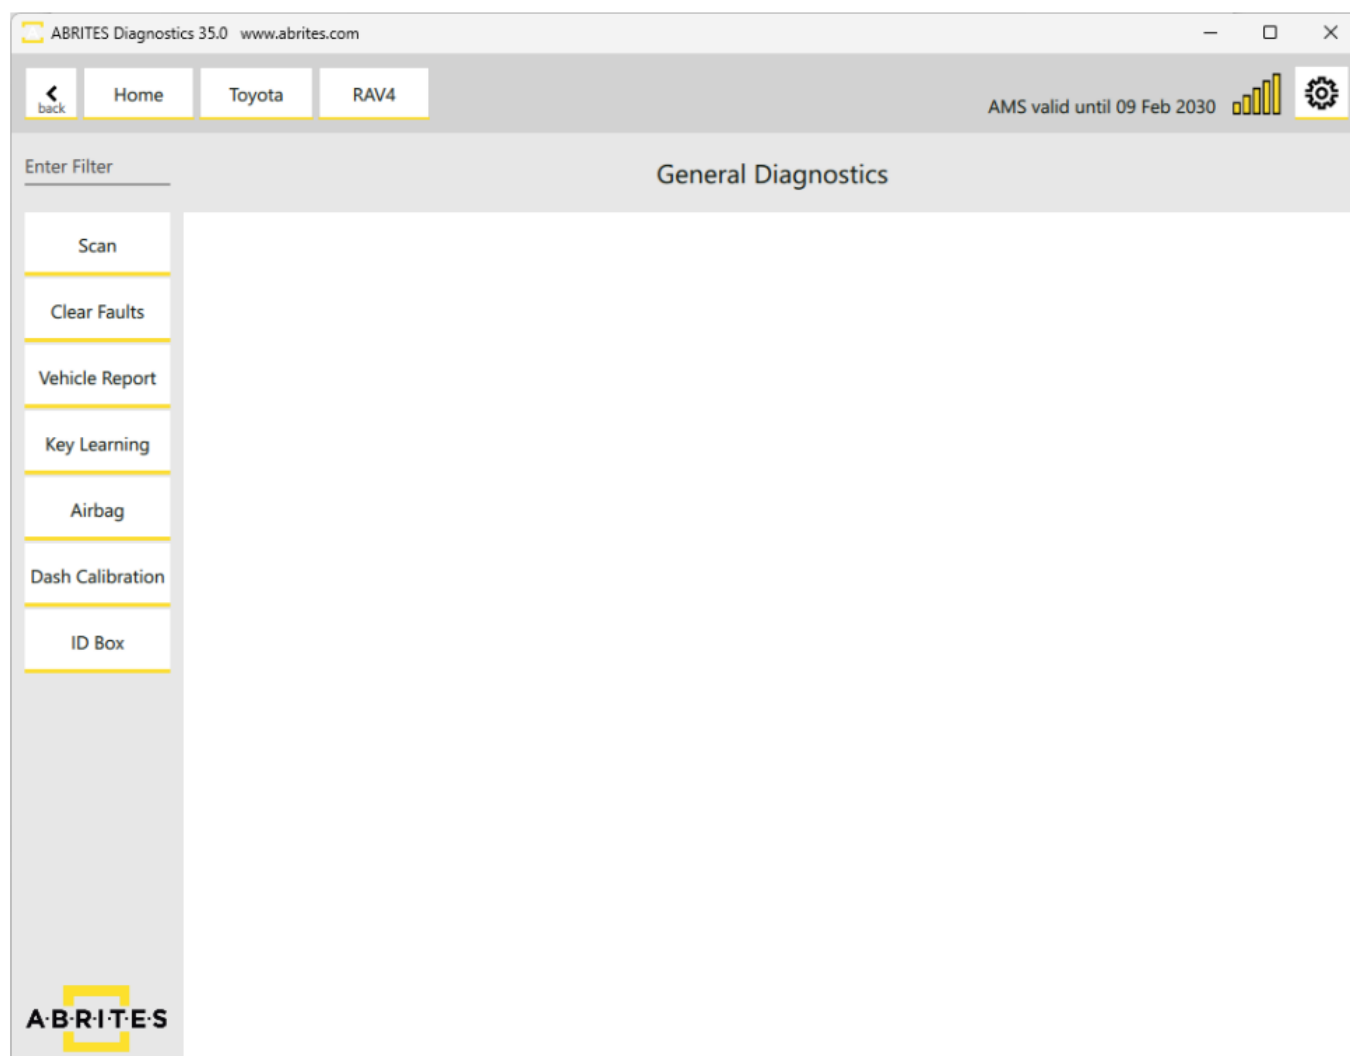 ABRITES Diagnostics 35.0 www.abrites.com
back
Home
Toyota
RAV4
AMS valid until 09 Feb 2030
Enter Filter
General Diagnostics
Scan
Clear Faults
Vehicle Report
Key Learning
Airbag
Dash Calibration
ID Box
A·B·R·I·T·E·S